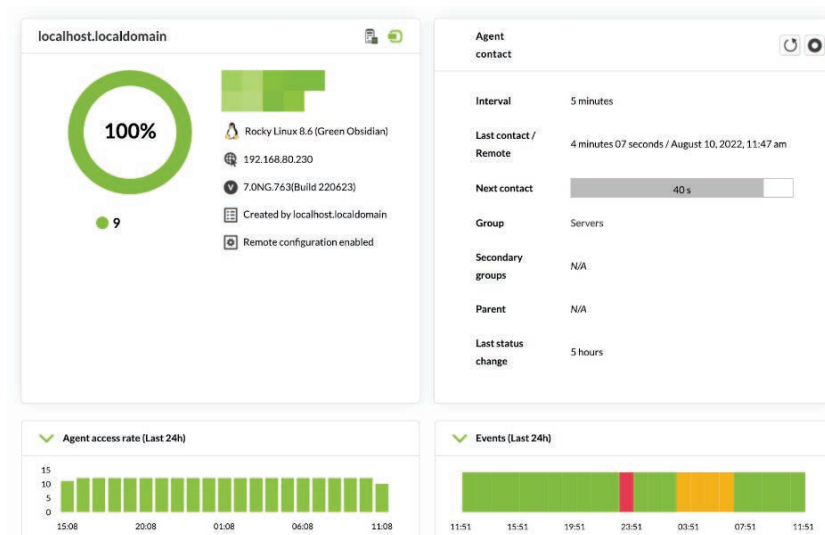 localhost.localdomain
100%
9
Rocky Linux 8.6 (Green Obsidian)
192.168.80.230
7.0NG.763(Build 220623)
Created by localhost.localdomain
Remote configuration enabled
Agent
contact
Interval
5 minutes
Last contact /
Remote
4 minutes 07 seconds / August 10, 2022, 11:47 am
Next contact
40 s
Group
Servers
Secondary
groups
N/A
Parent
N/A
Last status
change
5 hours
Agent access rate (Last 24h)
15
10
5
0
15:08 20:08 01:08 06:08 11:08
Events (Last 24h)
11:51 15:51 19:51 23:51 03:51 07:51 11:51